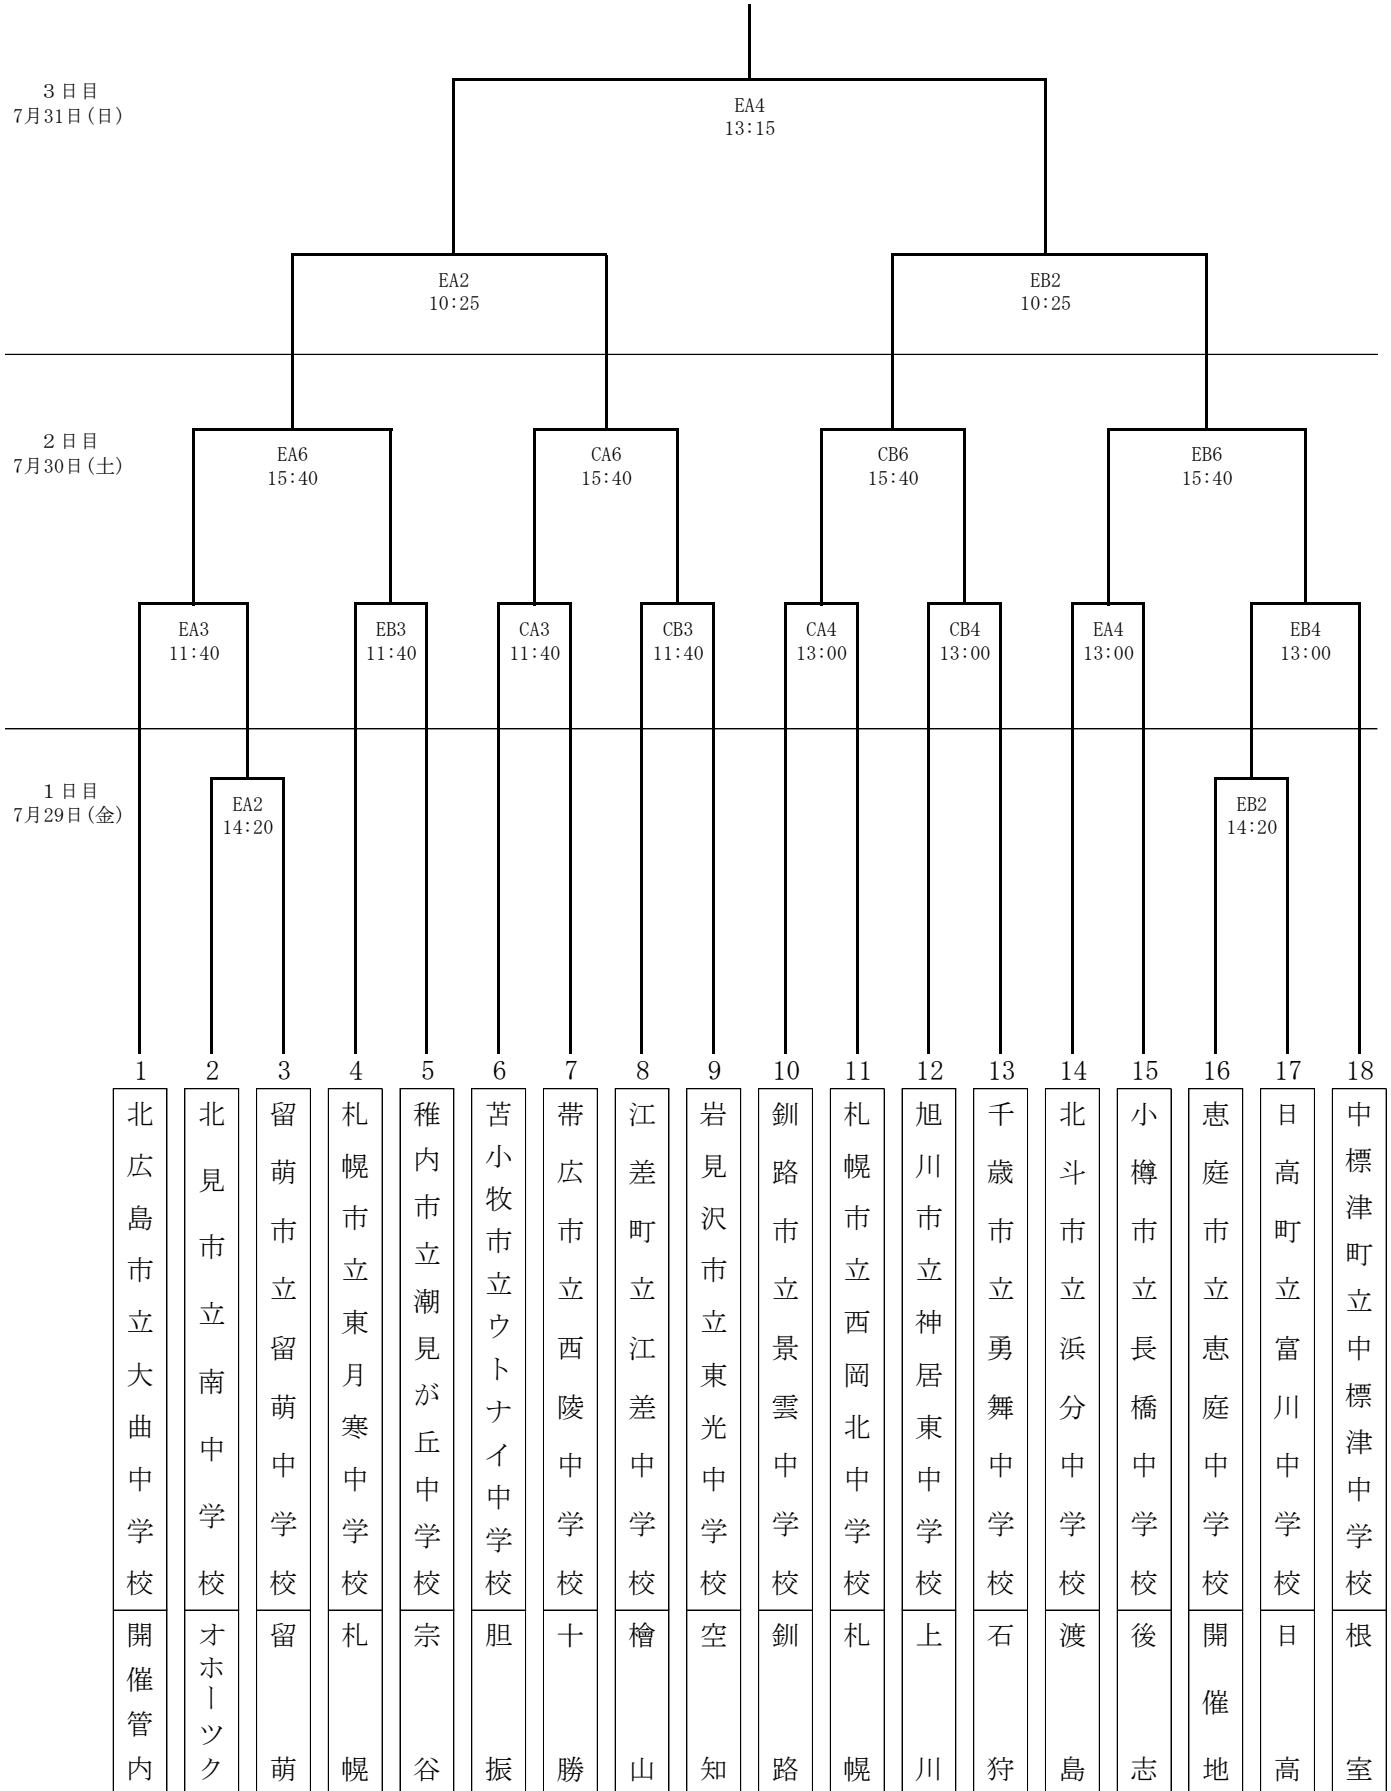 ３日目
7月31日(日)
EA4
13:15
EA2
10:25
EB2
10:25
２日目
7月30日(土)
EA6
15:40
CA6
15:40
CB6
15:40
EB6
15:40
EA3
11:40
EB3
11:40
CA3
11:40
CB3
11:40
CA4
13:00
CB4
13:00
EA4
13:00
EB4
13:00
１日目
7月29日(金)
EA2
14:20
EB2
14:20
1
2
3
4
5
6
7
8
9
10
11
12
13
14
15
16
17
18
北広島市立大曲中学校
北見市立南中学校
留萌市立留萌中学校
札幌市立東月寒中学校
稚内市立潮見が丘中学校
苫小牧市立ウトナイ中学校
帯広市立西陵中学校
江差町立江差中学校
岩見沢市立東光中学校
釧路市立景雲中学校
札幌市立西岡北中学校
旭川市立神居東中学校
千歳市立勇舞中学校
北斗市立浜分中学校
小樽市立長橋中学校
恵庭市立恵庭中学校
日高町立富川中学校
中標津町立中標津中学校
開催管内
オホーツク
留萌
札幌
宗谷
胆振
十勝
檜山
空知
釧路
札幌
上川
石狩
渡島
後志
開催地
日高
根室